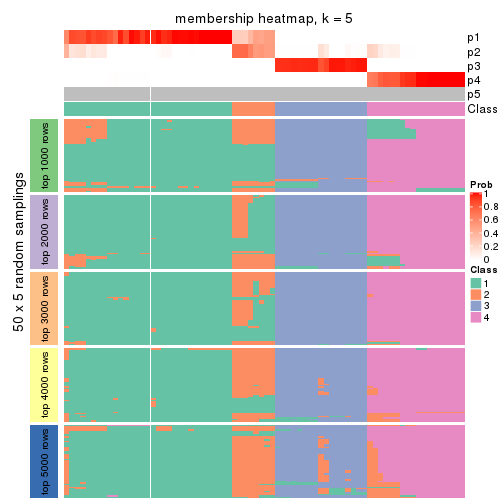 membership heatmap, k = 5
p1
p2
p3
p4
p5
Class
50 x 5 random samplings
top 1000 rows
top 2000 rows
top 3000 rows
top 4000 rows
top 5000 rows
Prob
1
0.8
0.6
0.4
0.2
0
Class
1
2
3
4